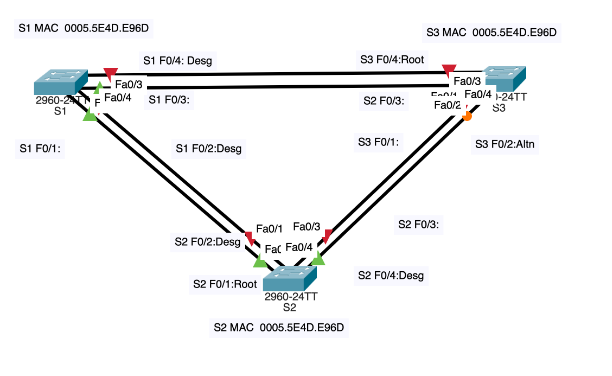 S1 MAC 0005.5E4D.E96D
S3 MAC 0005.5E4D.E96D
S1 F0/4: Desg
S3 F0/4:Root
Fa0/3
Fa0/3
2960-24TT
S1
Fa0/4
S1 F0/3:
S2 F0/3:
Fa0/4
Fa0/2
-24TT
S3
S1 F0/1:
S1 F0/2:Desg
S3 F0/1:
S3 F0/2:Altn
Fa0/1
Fa0/3
S2 F0/3:
S2 F0/2:Desg
Fa0/4
S2 F0/1:Root
S2 F0/4:Desg
2960-24TT
S2
S2 MAC 0005.5E4D.E96D